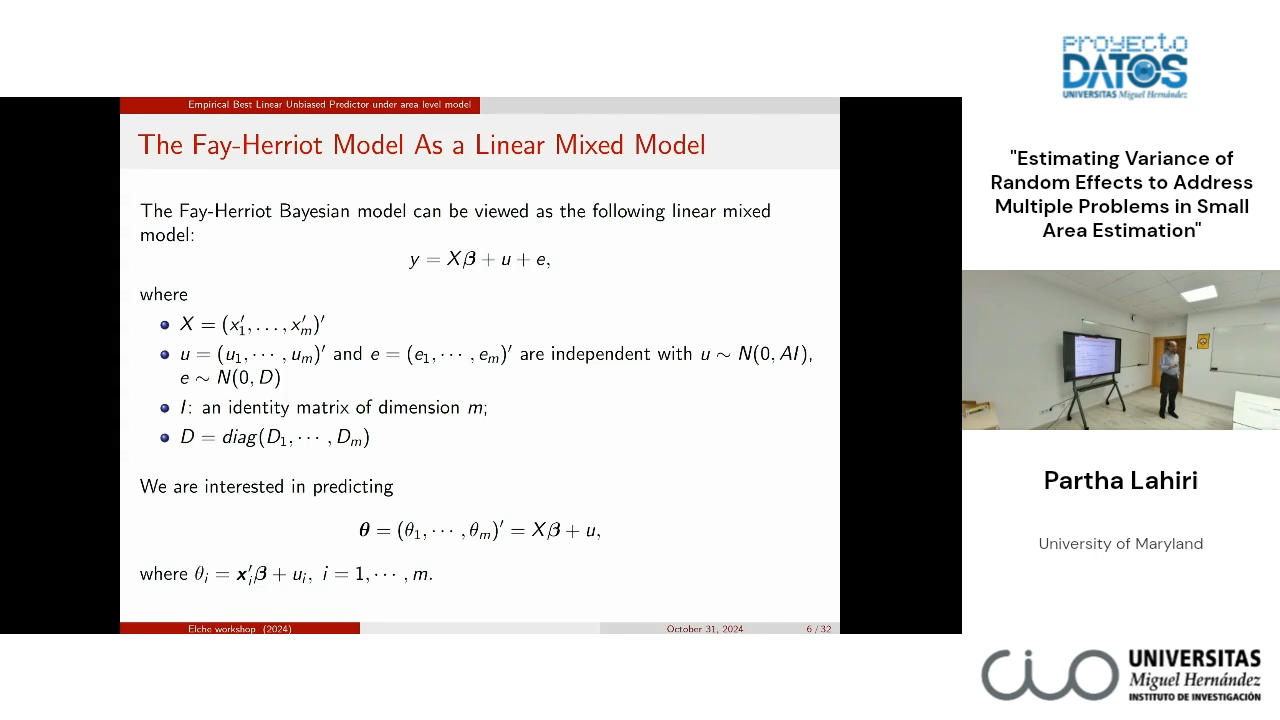 Empirical Best Linear Unbiased Predictor under area level model
The Fay-Herriot Model As a Linear Mixed Model
The Fay-Herriot Bayesian model can be viewed as the following linear mixed
model:
y = Xβ + u + e,
where
X = (x′₁, . . . , x′ₘ)′
u = (u₁, · · · , uₘ)′ and e = (e₁, · · · , eₘ)′ are independent with u ∼ N(0, AI),
e ∼ N(0, D)
I: an identity matrix of dimension m;
D = diag(D₁, · · · , Dₘ)
We are interested in predicting
θ = (θ₁, · · · , θₘ)′ = Xβ + u,
where θᵢ = x′ᵢβ + uᵢ, i = 1, · · · , m.
Elche workshop (2024)
October 31, 2024
6 / 32
PROYECTO
DATOS
UNIVERSITAS Miguel Hernández
"Estimating Variance of
Random Effects to Address
Multiple Problems in Small
Area Estimation"
Partha Lahiri
University of Maryland
CIO
UNIVERSITAS
Miguel Hernández
INSTITUTO DE INVESTIGACIÓN